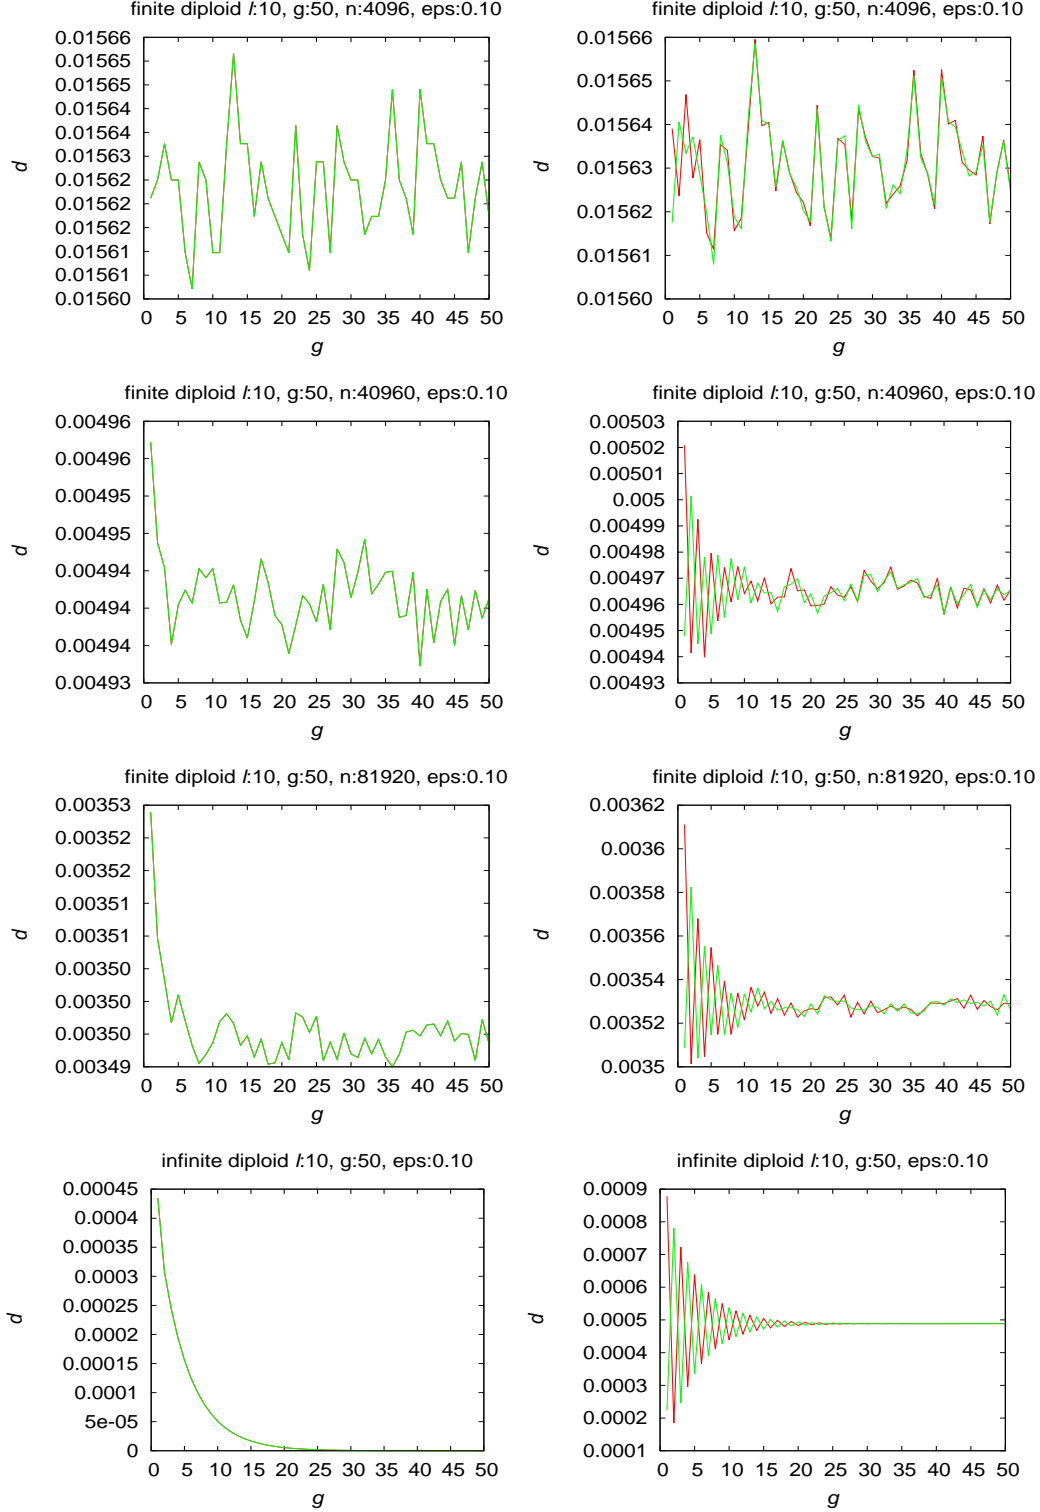 finite diploid l:10, g:50, n:4096, eps:0.10
0.01566
0.01565
0.01565
0.01564
0.01563
0.01563
0.01562
0.01562
0.01561
0.01561
0.01560
d
0 5 10 15 20 25 30 35 40 45 50
g
finite diploid l:10, g:50, n:4096, eps:0.10
0.01566
0.01565
0.01564
0.01563
0.01562
0.01561
0.01560
d
0 5 10 15 20 25 30 35 40 45 50
g
finite diploid l:10, g:50, n:40960, eps:0.10
0.00496
0.00496
0.00495
0.00495
0.00494
0.00494
0.00494
0.00493
d
0 5 10 15 20 25 30 35 40 45 50
g
finite diploid l:10, g:50, n:40960, eps:0.10
0.00503
0.00502
0.00501
0.005
0.00499
0.00498
0.00497
0.00496
0.00495
0.00494
0.00493
d
0 5 10 15 20 25 30 35 40 45 50
g
finite diploid l:10, g:50, n:81920, eps:0.10
0.00353
0.00352
0.00352
0.00351
0.00351
0.00350
0.00350
0.00350
0.00349
d
0 5 10 15 20 25 30 35 40 45 50
g
finite diploid l:10, g:50, n:81920, eps:0.10
0.00362
0.0036
0.00358
0.00356
0.00354
0.00352
0.0035
d
0 5 10 15 20 25 30 35 40 45 50
g
infinite diploid l:10, g:50, eps:0.10
0.00045
0.0004
0.00035
0.0003
0.00025
0.0002
0.00015
0.0001
5e-05
0
d
0 5 10 15 20 25 30 35 40 45 50
g
infinite diploid l:10, g:50, eps:0.10
0.0009
0.0008
0.0007
0.0006
0.0005
0.0004
0.0003
0.0002
0.0001
d
0 5 10 15 20 25 30 35 40 45 50
g